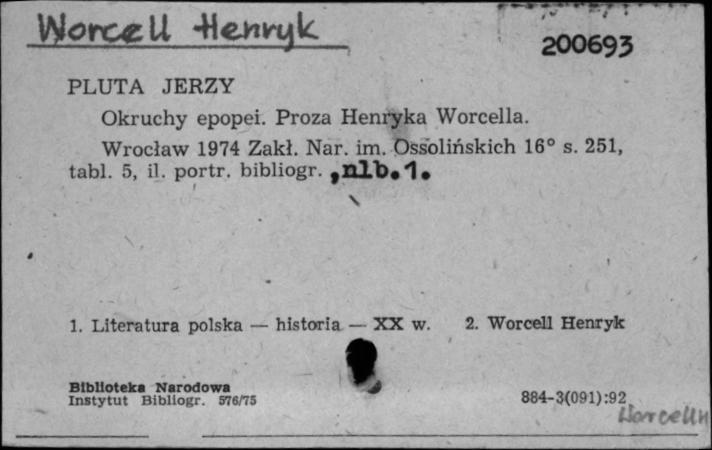 Worcell Henryk
200693
PLUTA JERZY
Okruchy epopei. Proza Henryka Worcella.
Wrocław 1974 Zakł. Nar. im. Ossolińskich 16° s. 251,
tabl. 5, il. portr. bibliogr. ,nlb.1.
1. Literatura polska — historia — XX w. 2. Worcell Henryk
Biblioteka Narodowa
Instytut Bibliogr. 576/75
884-3(091):92